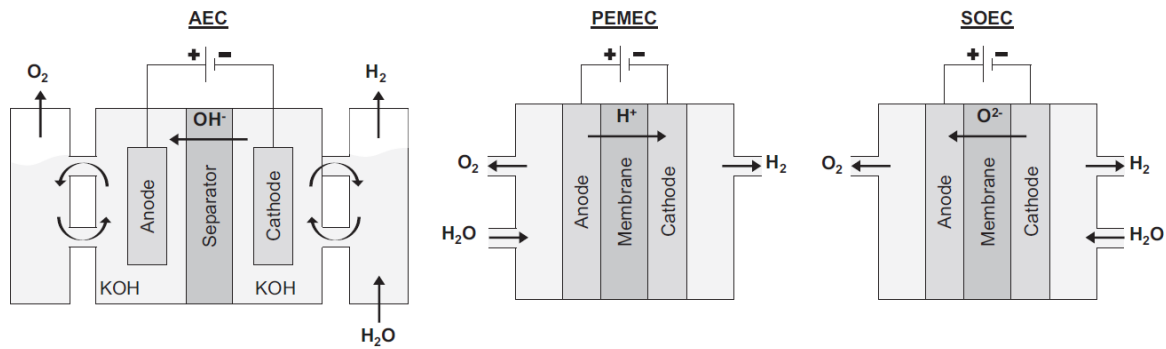 AEC
+ −
O₂
H₂
OH⁻
Anode
Separator
Cathode
KOH
KOH
H₂O
PEMEC
+ −
H⁺
O₂
H₂
Anode
Membrane
Cathode
H₂O
SOEC
+ −
O²⁻
O₂
H₂
Anode
Membrane
Cathode
H₂O